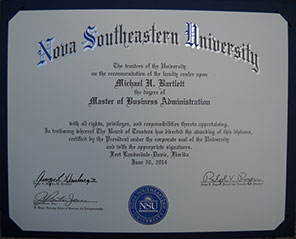 Nova Southeastern University
The trustees of the University
on the recommendation of the faculty confer upon
Michael H. Bartlett
the degree of
Master of Business Administration
with all rights, privileges, and responsibilities thereto appertaining.
In testimony whereof The Board of Trustees has directed the awarding of this diploma,
certified by the President under the corporate seal of the University
and with the appropriate signatures.
Fort Lauderdale-Davie, Florida
June 30, 2014
NSU